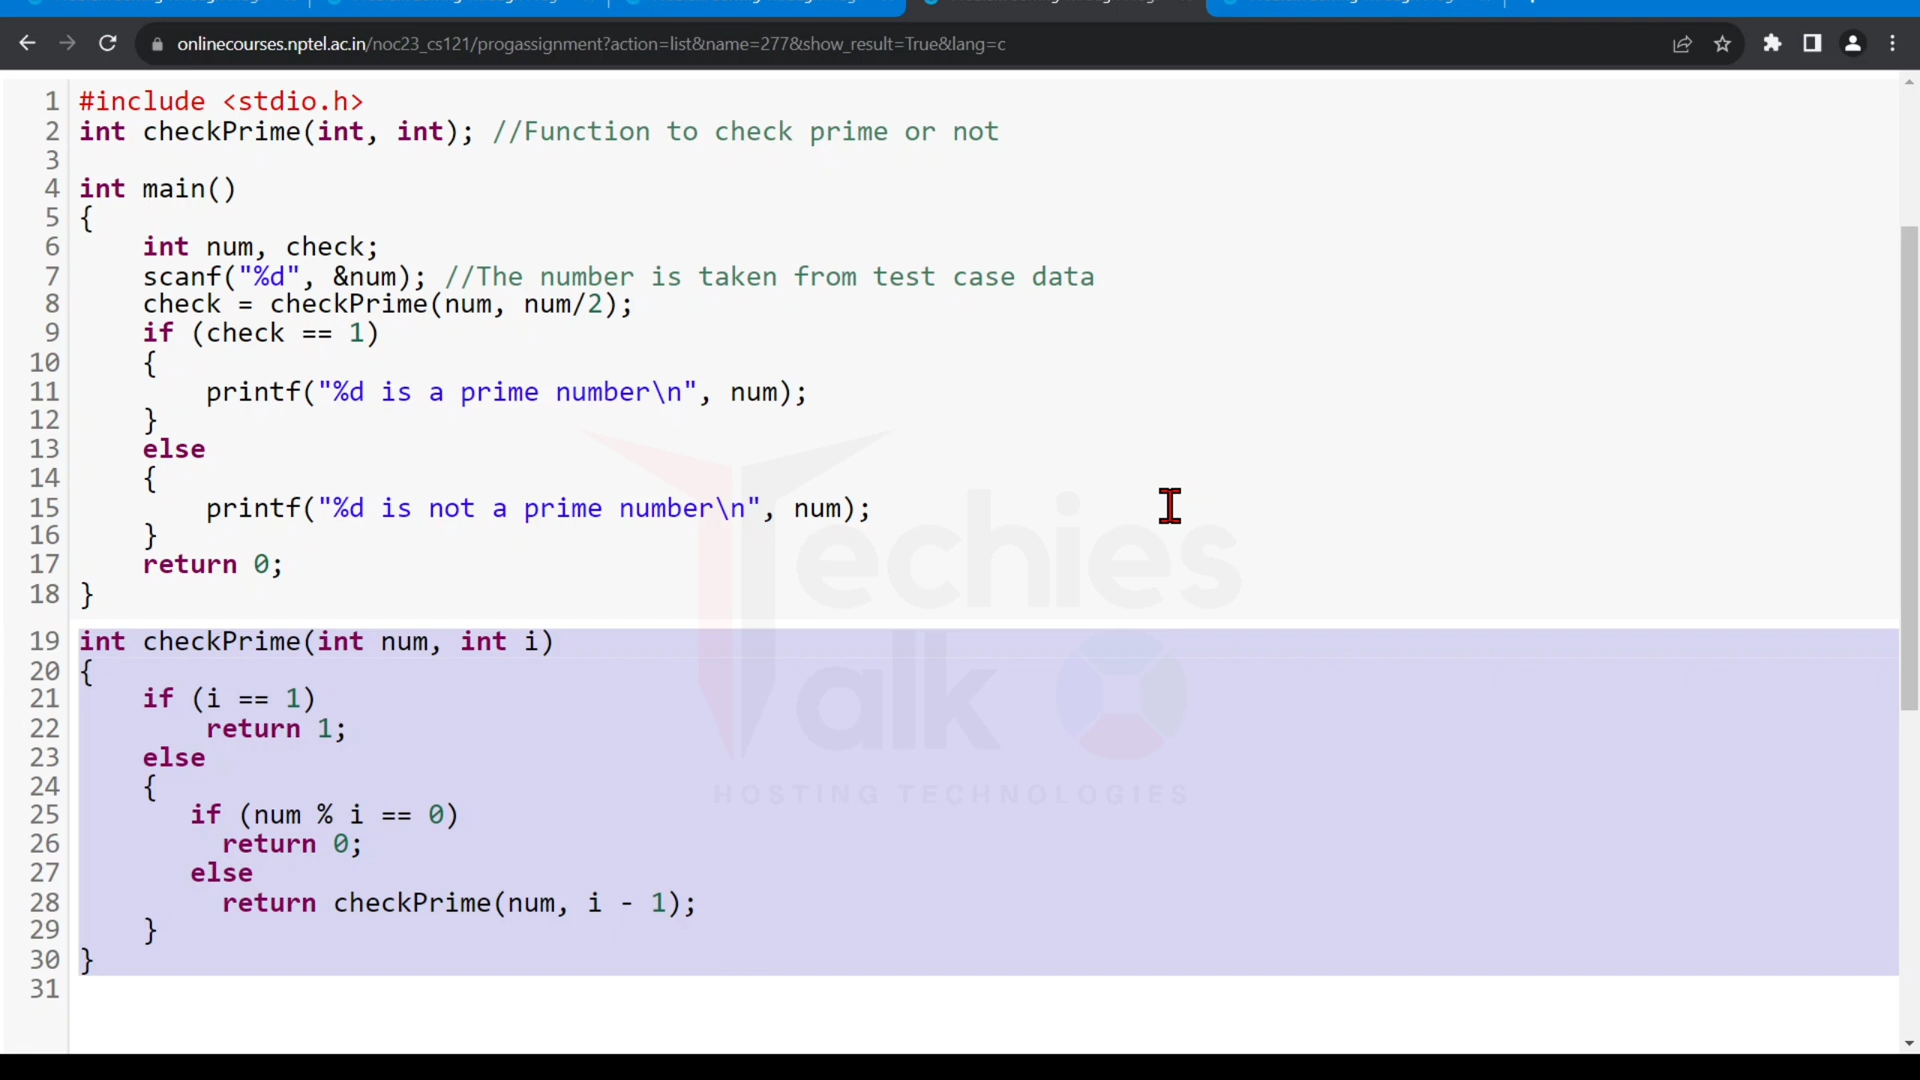 onlinecourses.nptel.ac.in/noc23_cs121/progassignment?action=list&name=277&show_result=True&lang=c
1 #include <stdio.h>
2 int checkPrime(int, int); //Function to check prime or not
3
4 int main()
5 {
6 int num, check;
7 scanf("%d", &num); //The number is taken from test case data
8 check = checkPrime(num, num/2);
9 if (check == 1)
10 {
11 printf("%d is a prime number\n", num);
12 }
13 else
14 {
15 printf("%d is not a prime number\n", num);
16 }
17 return 0;
18 }
19 int checkPrime(int num, int i)
20 {
21 if (i == 1)
22 return 1;
23 else
24 {
25 if (num % i == 0)
26 return 0;
27 else
28 return checkPrime(num, i - 1);
29 }
30 }
31
Techies
Talk
HOSTING TECHNOLOGIES